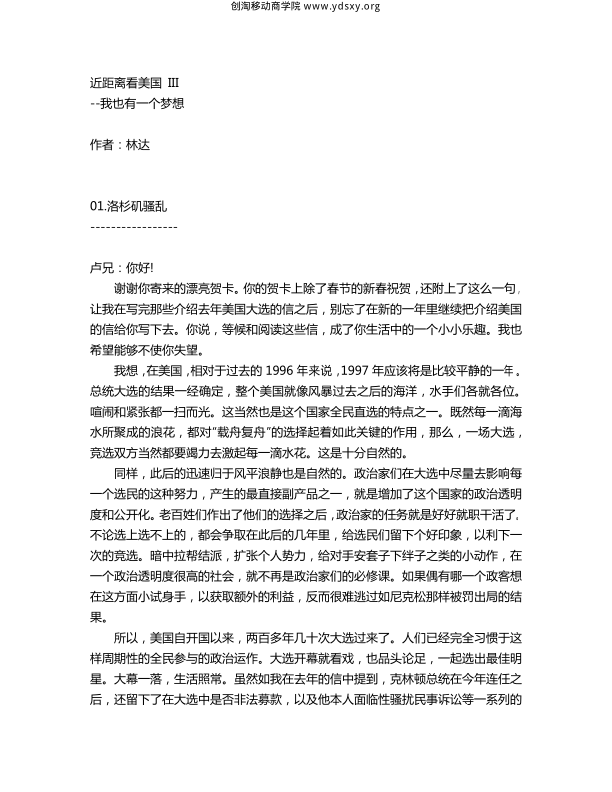 创淘移动商学院 www.ydsxy.org
近距离看美国 III
--我也有一个梦想
作者：林达
01.洛杉矶骚乱
-----------------
卢兄：你好!
谢谢你寄来的漂亮贺卡。你的贺卡上除了春节的新春祝贺，还附上了这么一句，
让我在写完那些介绍去年美国大选的信之后，别忘了在新的一年里继续把介绍美国
的信给你写下去。你说，等候和阅读这些信，成了你生活中的一个小小乐趣。我也
希望能够不使你失望。
我想，在美国，相对于过去的 1996 年来说，1997 年应该将是比较平静的一年。
总统大选的结果一经确定，整个美国就像风暴过去之后的海洋，水手们各就各位。
喧闹和紧张都一扫而光。这当然也是这个国家全民直选的特点之一。既然每一滴海
水所聚成的浪花，都对“载舟复舟”的选择起着如此关键的作用，那么，一场大选，
竞选双方当然都要竭力去激起每一滴水花。这是十分自然的。
同样，此后的迅速归于风平浪静也是自然的。政治家们在大选中尽量去影响每
一个选民的这种努力，产生的最直接副产品之一，就是增加了这个国家的政治透明
度和公开化。老百姓们作出了他们的选择之后，政治家的任务就是好好就职干活了，
不论选上选不上的，都会争取在此后的几年里，给选民们留下个好印象，以利下一
次的竞选。暗中拉帮结派，扩张个人势力，给对手安套子下绊子之类的小动作，在
一个政治透明度很高的社会，就不再是政治家们的必修课。如果偶有哪一个政客想
在这方面小试身手，以获取额外的利益，反而很难逃过如尼克松那样被罚出局的结
果。
所以，美国自开国以来，两百多年几十次大选过来了。人们已经完全习惯于这
样周期性的全民参与的政治运作。大选开幕就看戏，也品头论足，一起选出最佳明
星。大幕一落，生活照常。虽然如我在去年的信中提到，克林顿总统在今年连任之
后，还留下了在大选中是否非法募款，以及他本人面临性骚扰民事诉讼等一系列的